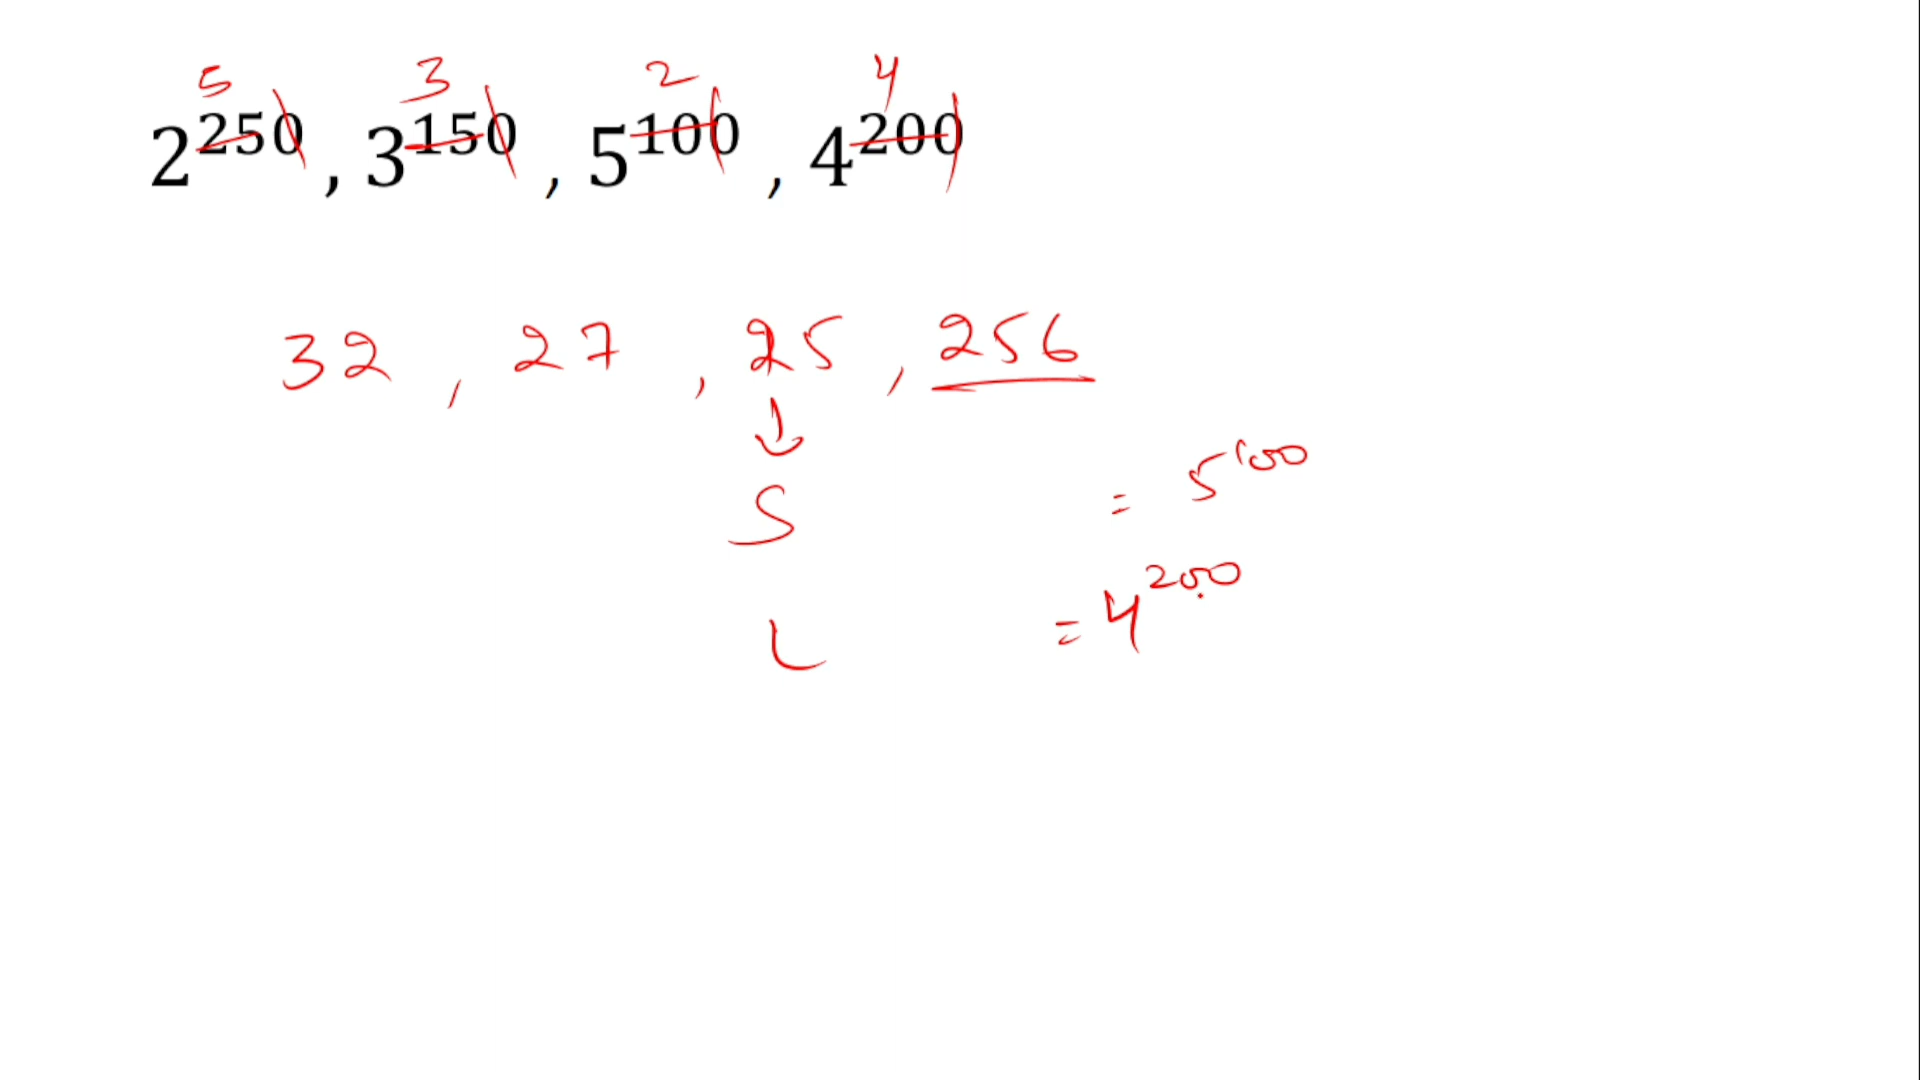 5 3 2 4
2^250 , 3^150 , 5^100 , 4^200
32 , 27 , 25 , 256
S = 5^100
L = 4^200